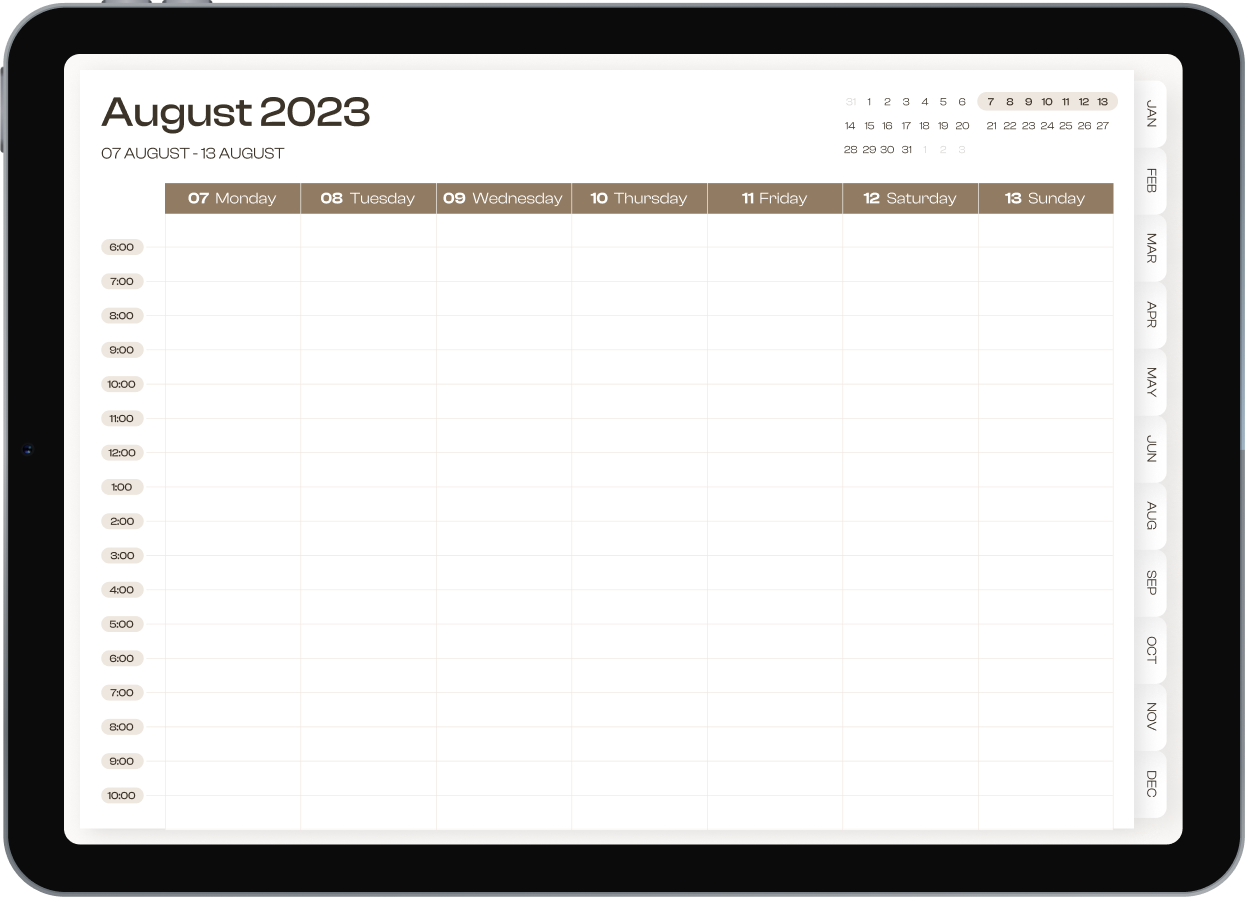 August 2023
07 AUGUST - 13 AUGUST
31 1 2 3 4 5 6 7 8 9 10 11 12 13
14 15 16 17 18 19 20 21 22 23 24 25 26 27
28 29 30 31 1 2 3
07 Monday 08 Tuesday 09 Wednesday 10 Thursday 11 Friday 12 Saturday 13 Sunday
6:00
7:00
8:00
9:00
10:00
11:00
12:00
1:00
2:00
3:00
4:00
5:00
6:00
7:00
8:00
9:00
10:00
JAN
FEB
MAR
APR
MAY
JUN
AUG
SEP
OCT
NOV
DEC